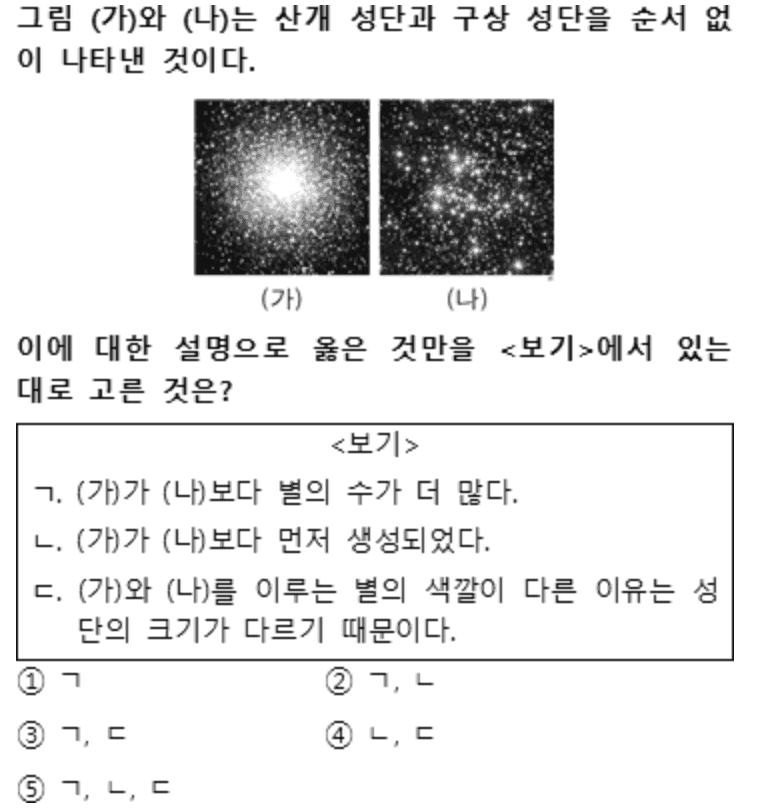 그림 (가)와 (나)는 산개 성단과 구상 성단을 순서 없
이 나타낸 것이다.
(가) (나)
이에 대한 설명으로 옳은 것만을 <보기>에서 있는
대로 고른 것은?
<보기>
ㄱ. (가)가 (나)보다 별의 수가 더 많다.
ㄴ. (가)가 (나)보다 먼저 생성되었다.
ㄷ. (가)와 (나)를 이루는 별의 색깔이 다른 이유는 성
단의 크기가 다르기 때문이다.
① ㄱ ② ㄱ, ㄴ
③ ㄱ, ㄷ ④ ㄴ, ㄷ
⑤ ㄱ, ㄴ, ㄷ